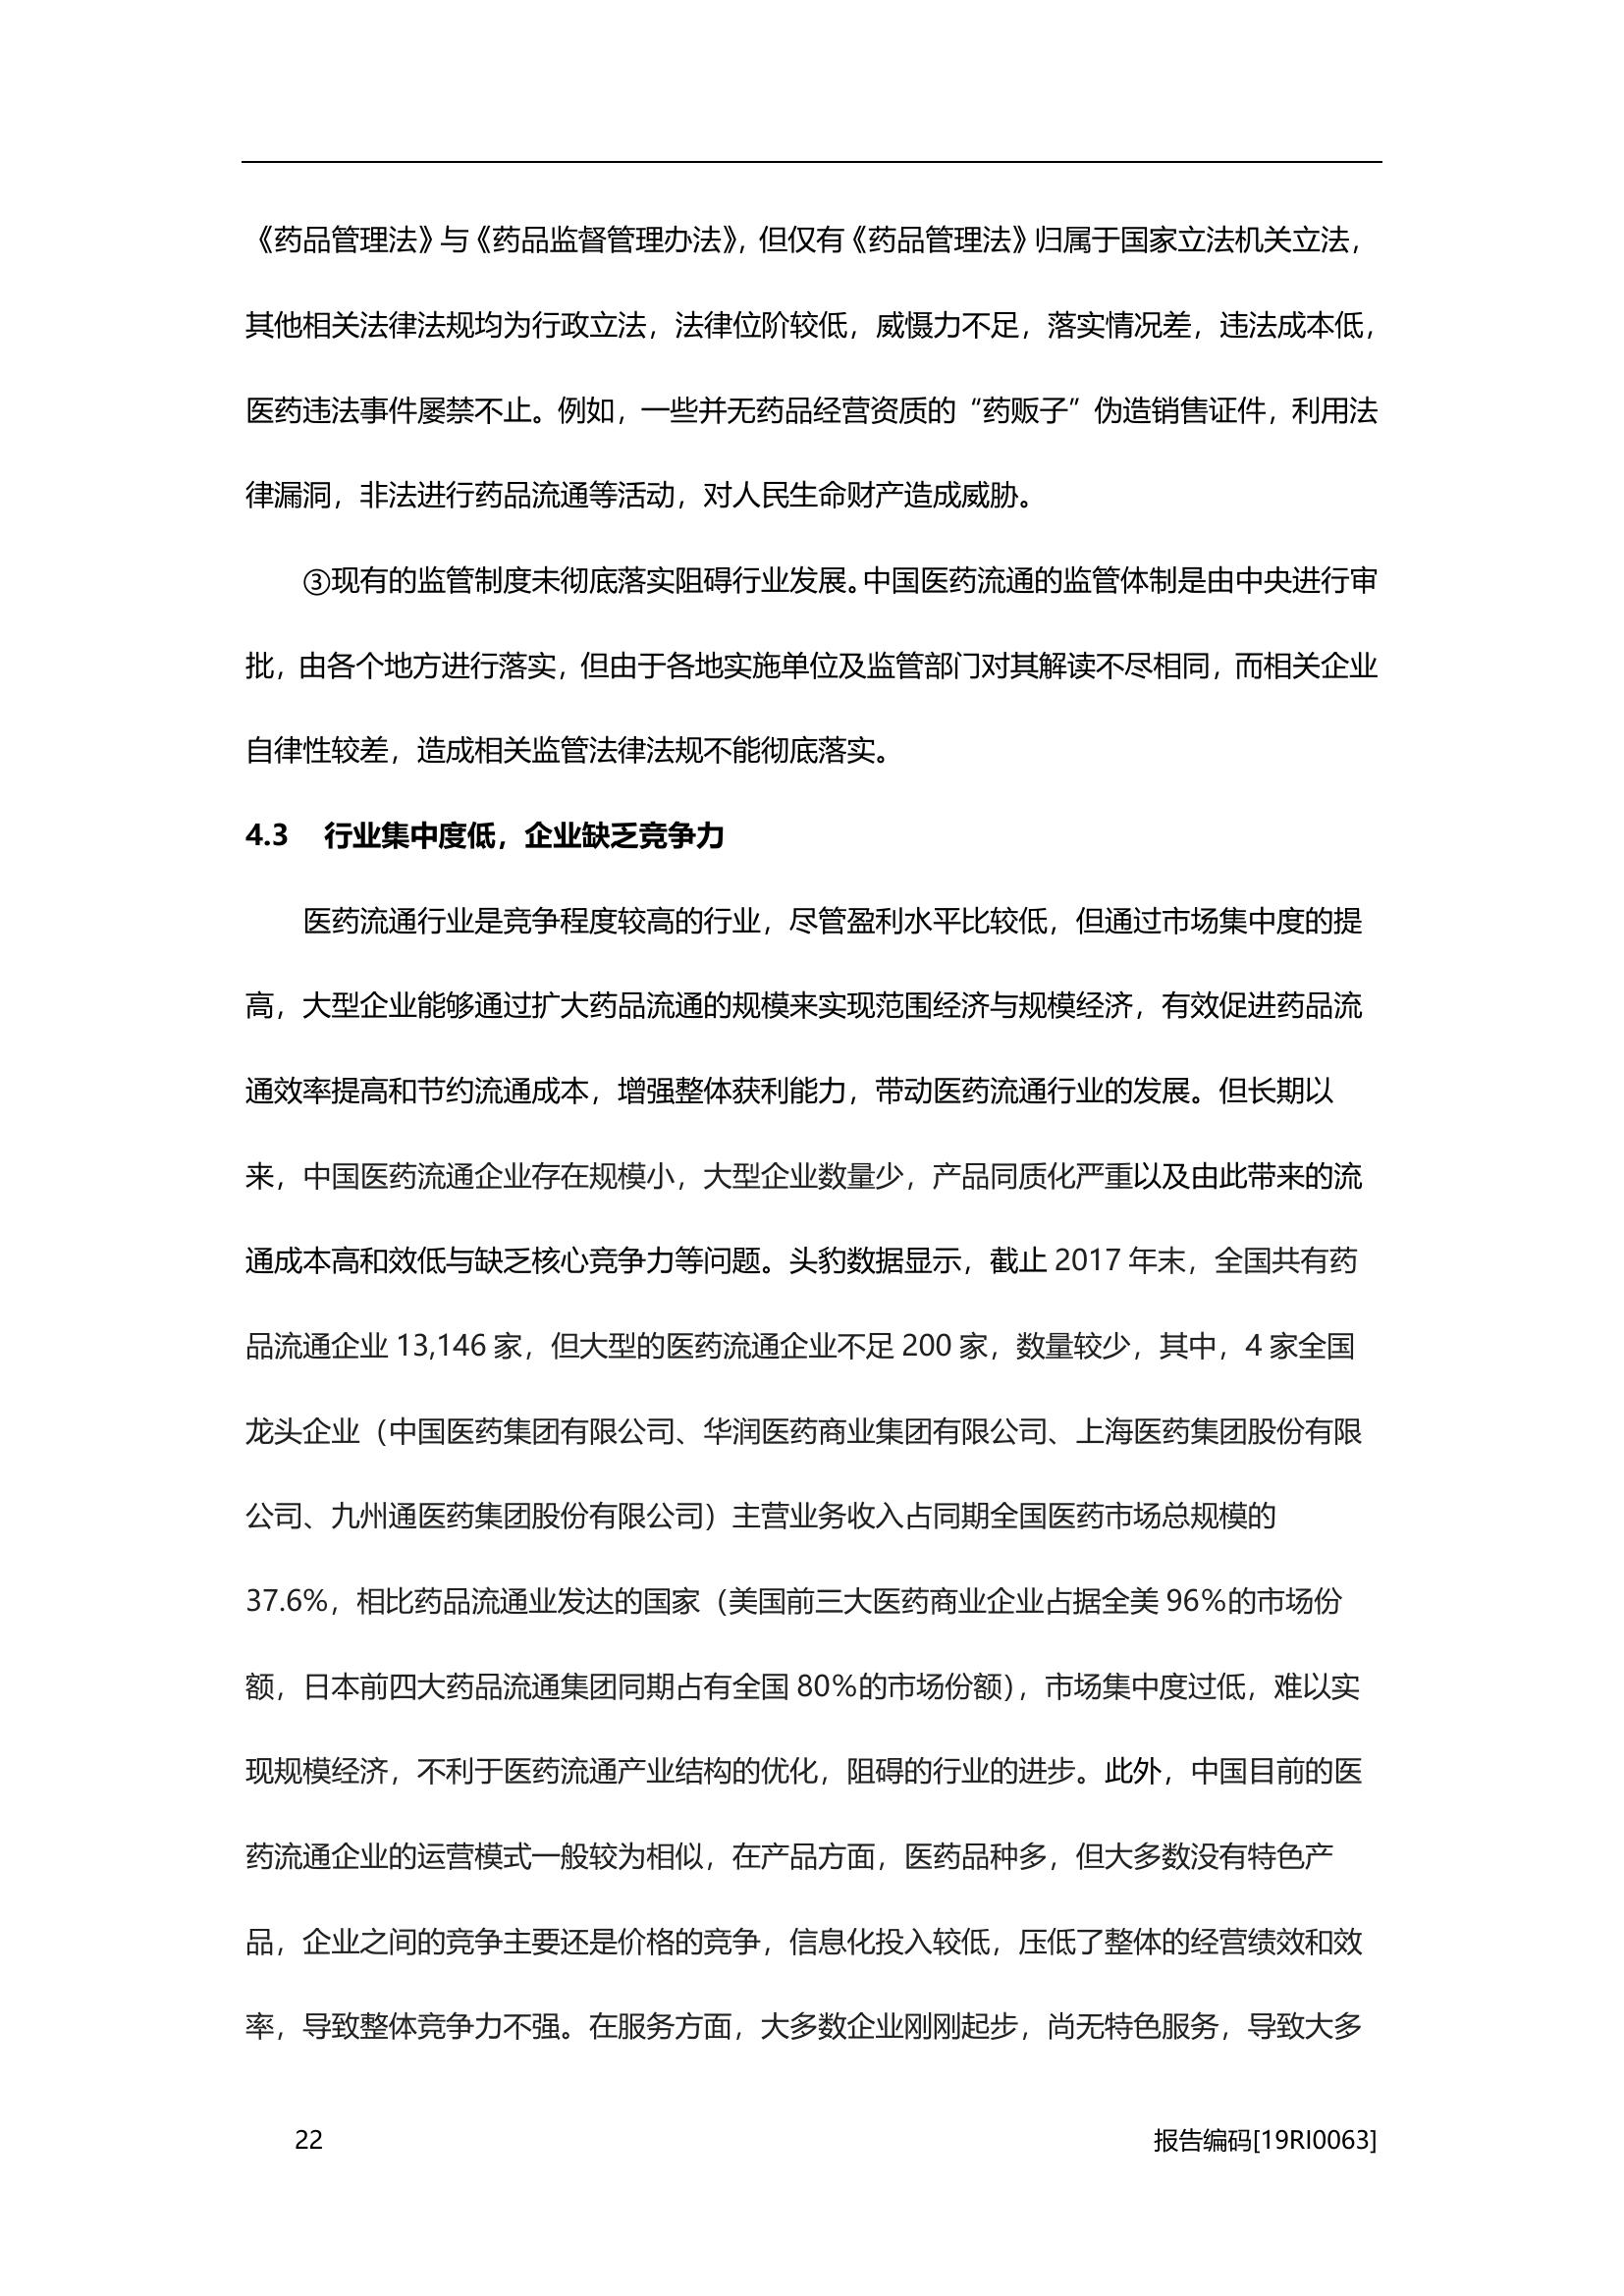 《药品管理法》与《药品监督管理办法》，但仅有《药品管理法》归属于国家立法机关立法，
其他相关法律法规均为行政立法，法律位阶较低，威慑力不足，落实情况差，违法成本低，
医药违法事件屡禁不止。例如，一些并无药品经营资质的“药贩子”伪造销售证件，利用法
律漏洞，非法进行药品流通等活动，对人民生命财产造成威胁。
③现有的监管制度未彻底落实阻碍行业发展。中国医药流通的监管体制是由中央进行审
批，由各个地方进行落实，但由于各地实施单位及监管部门对其解读不尽相同，而相关企业
自律性较差，造成相关监管法律法规不能彻底落实。
4.3 行业集中度低，企业缺乏竞争力
医药流通行业是竞争程度较高的行业，尽管盈利水平比较低，但通过市场集中度的提
高，大型企业能够通过扩大药品流通的规模来实现范围经济与规模经济，有效促进药品流
通效率提高和节约流通成本，增强整体获利能力，带动医药流通行业的发展。但长期以
来，中国医药流通企业存在规模小，大型企业数量少，产品同质化严重以及由此带来的流
通成本高和效低与缺乏核心竞争力等问题。头豹数据显示，截止 2017 年末，全国共有药
品流通企业 13,146 家，但大型的医药流通企业不足 200 家，数量较少，其中，4 家全国
龙头企业（中国医药集团有限公司、华润医药商业集团有限公司、上海医药集团股份有限
公司、九州通医药集团股份有限公司）主营业务收入占同期全国医药市场总规模的
37.6%，相比药品流通业发达的国家（美国前三大医药商业企业占据全美 96％的市场份
额，日本前四大药品流通集团同期占有全国 80％的市场份额），市场集中度过低，难以实
现规模经济，不利于医药流通产业结构的优化，阻碍的行业的进步。此外，中国目前的医
药流通企业的运营模式一般较为相似，在产品方面，医药品种多，但大多数没有特色产
品，企业之间的竞争主要还是价格的竞争，信息化投入较低，压低了整体的经营绩效和效
率，导致整体竞争力不强。在服务方面，大多数企业刚刚起步，尚无特色服务，导致大多
22 报告编码[19RI0063]